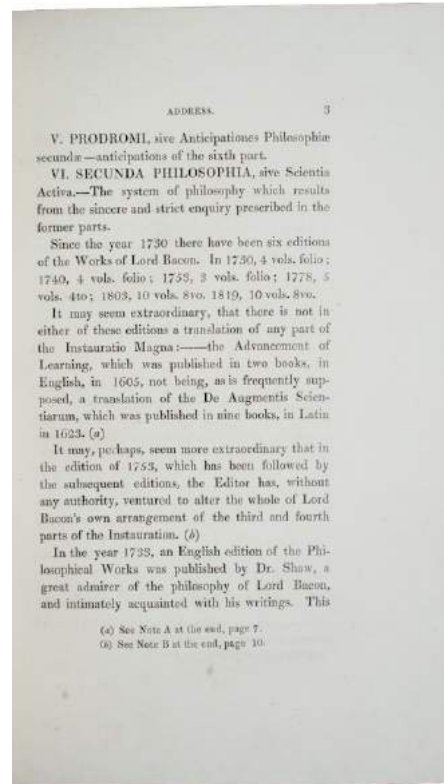 ADDRESS. 3
V. PRODROMI, sive Anticipationes Philosophiæ
secundæ—anticipations of the sixth part.
VI. SECUNDA PHILOSOPHIA, sive Scientia
Activa.—The system of philosophy which results
from the sincere and strict enquiry prescribed in the
former parts.
Since the year 1730 there have been six editions
of the Works of Lord Bacon. In 1730, 4 vols. folio;
1740, 4 vols. folio; 1753, 3 vols. folio; 1778, 5
vols. 4to; 1803, 10 vols. 8vo. 1819, 10 vols. 8vo.
It may seem extraordinary, that there is not in
either of these editions a translation of any part of
the Instauratio Magna:——the Advancement of
Learning, which was published in two books, in
English, in 1605, not being, as is frequently sup-
posed, a translation of the De Augmentis Scien-
tiarum, which was published in nine books, in Latin
in 1623. (a)
It may, perhaps, seem more extraordinary that in
the edition of 1753, which has been followed by
the subsequent editions, the Editor has, without
any authority, ventured to alter the whole of Lord
Bacon's own arrangement of the third and fourth
parts of the Instauration. (b)
In the year 1733, an English edition of the Phi-
losophical Works was published by Dr. Shaw, a
great admirer of the philosophy of Lord Bacon,
and intimately acquainted with his writings. This
(a) See Note A at the end, page 7.
(b) See Note B at the end, page 10.